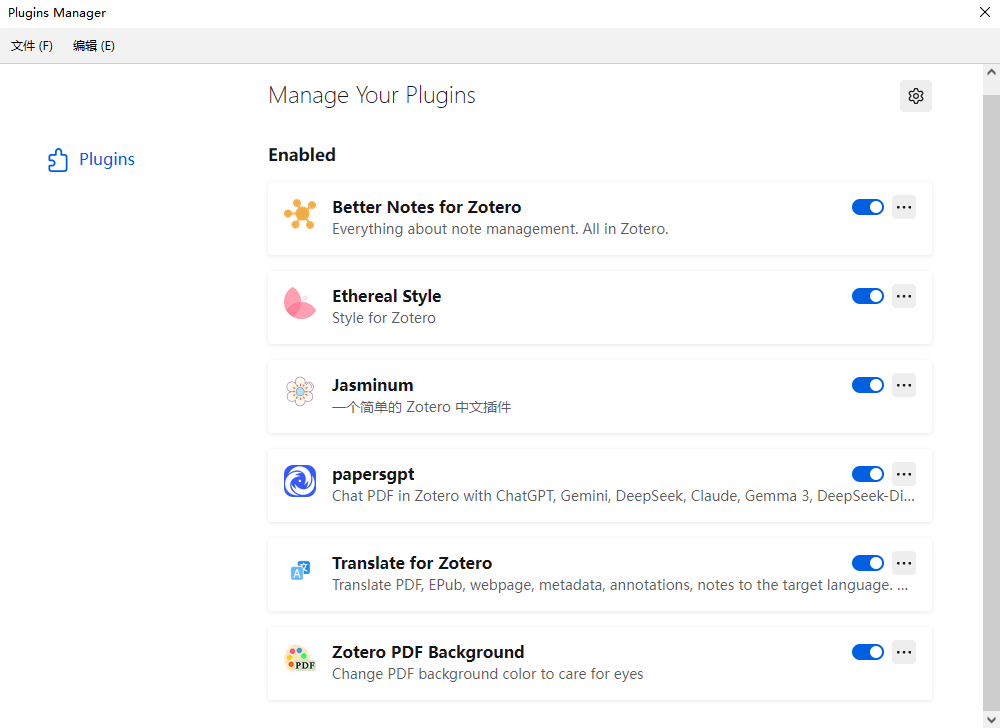 Plugins Manager
文件 (F) 编辑 (E)
Manage Your Plugins
Plugins
Enabled
Better Notes for Zotero
Everything about note management. All in Zotero.
Ethereal Style
Style for Zotero
Jasminum
一个简单的 Zotero 中文插件
papersgpt
Chat PDF in Zotero with ChatGPT, Gemini, DeepSeek, Claude, Gemma 3, DeepSeek-Di...
Translate for Zotero
Translate PDF, EPub, webpage, metadata, annotations, notes to the target language. ...
PDF
Zotero PDF Background
Change PDF background color to care for eyes